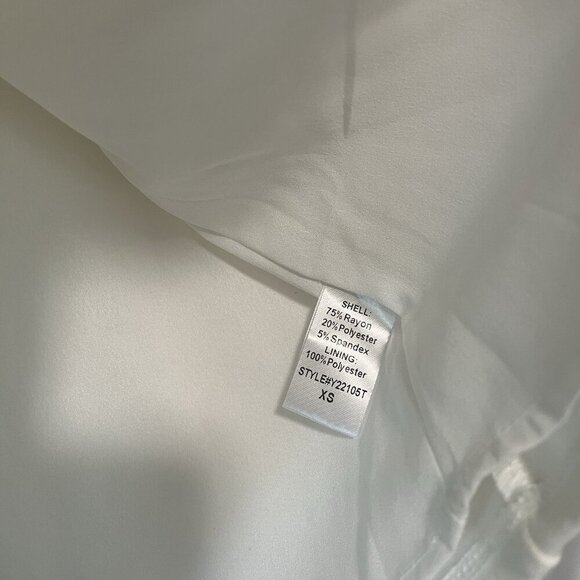 SHELL:
75% Rayon
20% Polyester
5% Spandex
LINING:
100% Polyester
STYLE#Y22105T
XS